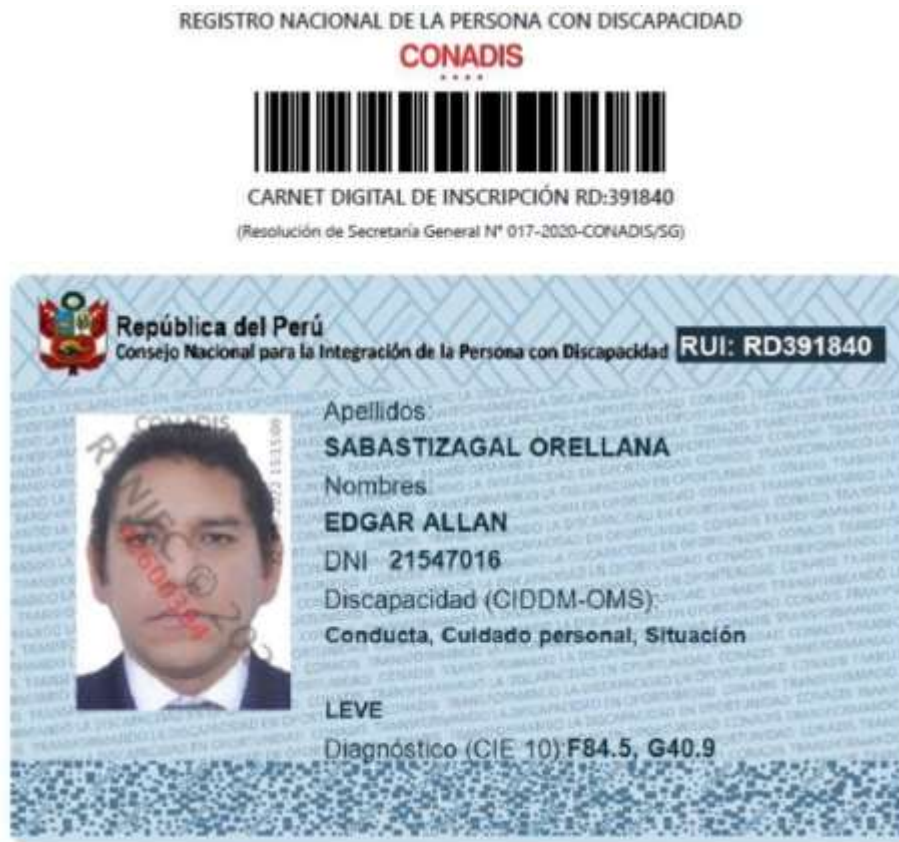 REGISTRO NACIONAL DE LA PERSONA CON DISCAPACIDAD
CONADIS
CARNET DIGITAL DE INSCRIPCIÓN RD:391840
(Resolución de Secretaría General N° 017-2020-CONADIS/SG)
República del Perú
Consejo Nacional para la Integración de la Persona con Discapacidad
RUI: RD391840
CONADIS
Apellidos:
SABASTIZAGAL ORELLANA
Nombres:
EDGAR ALLAN
DNI 21547016
Discapacidad (CIDDM-OMS):
Conducta, Cuidado personal, Situación
LEVE
Diagnóstico (CIE 10) F84.5, G40.9